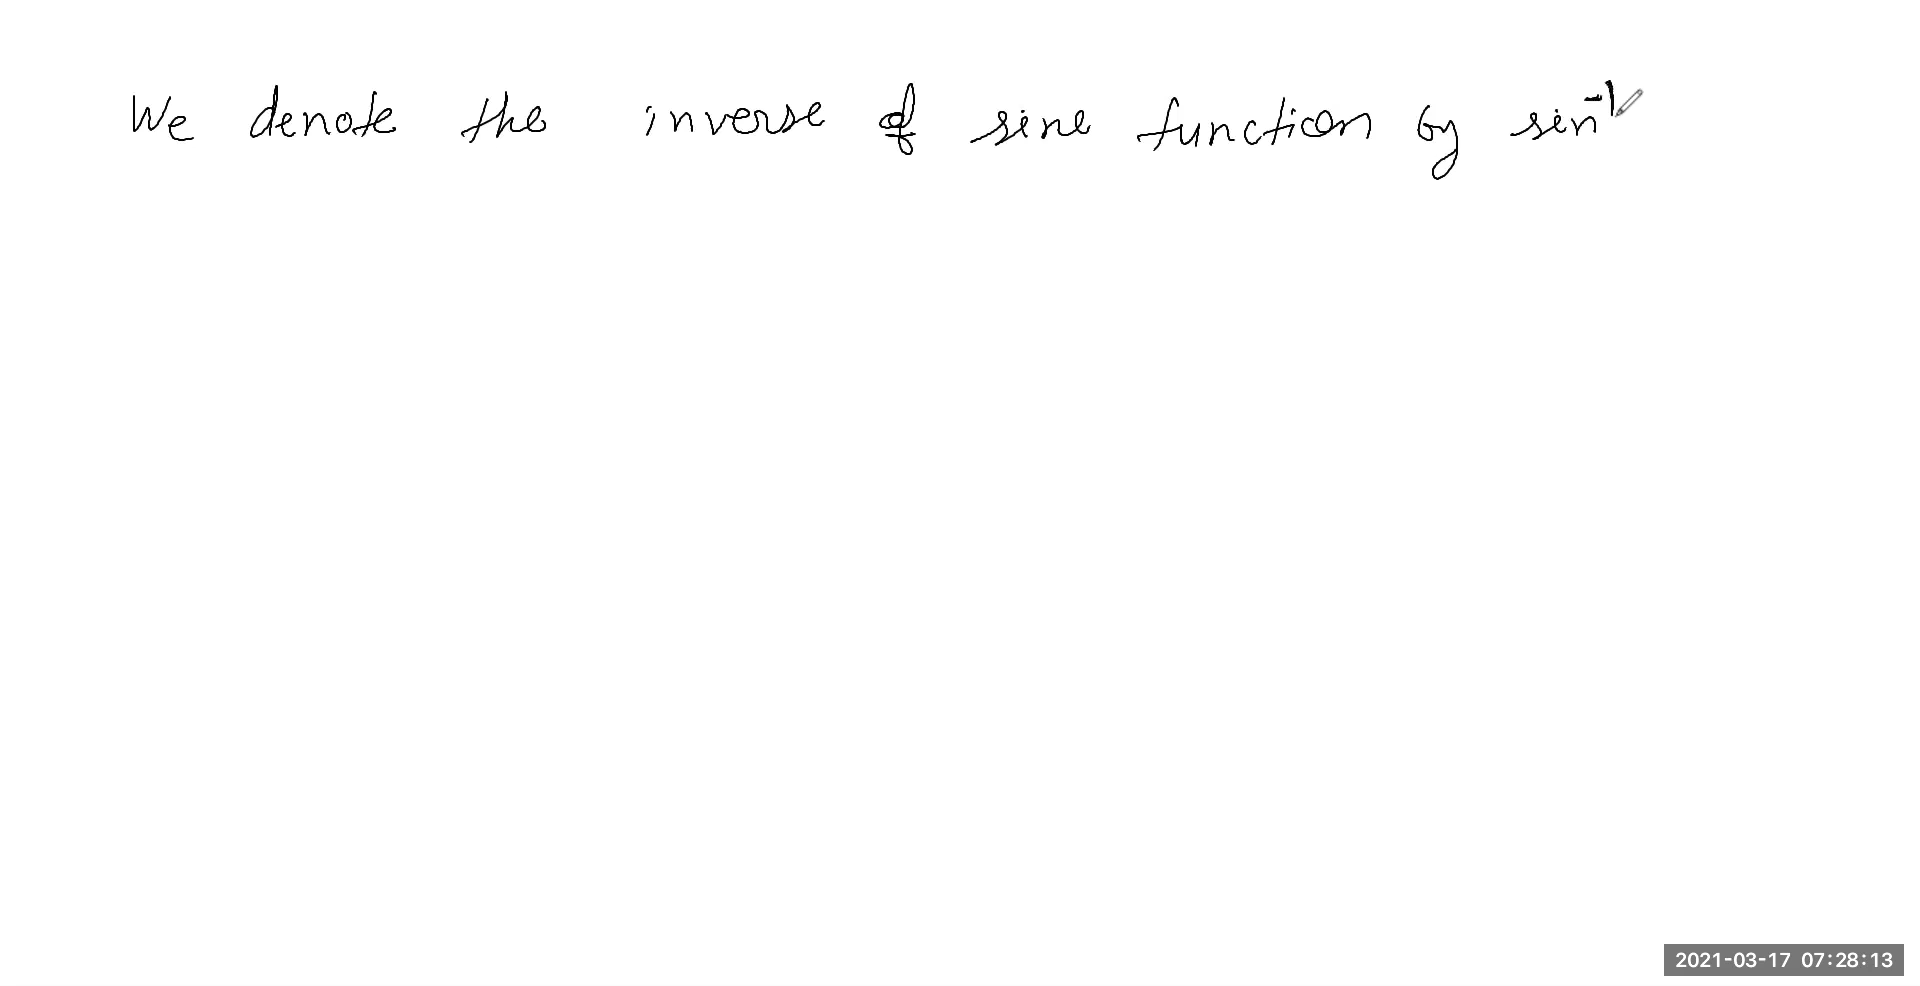 We denote the inverse of sine function by sin⁻¹
2021-03-17 07:28:13